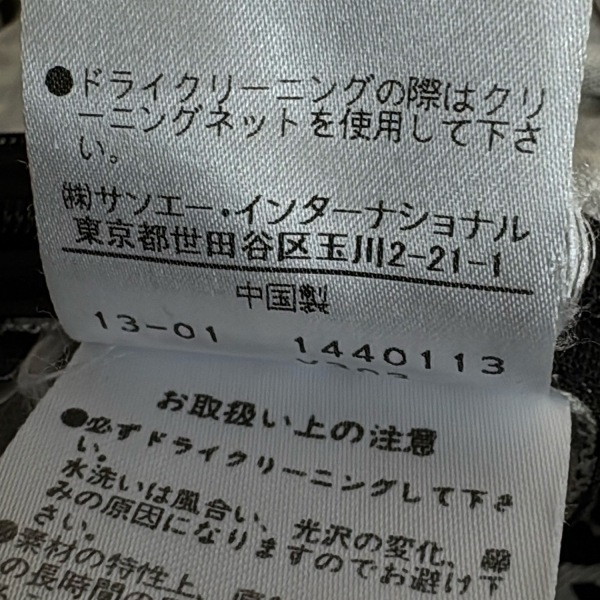 ●ドライクリーニングの際はクリ
ーニングネットを使用して下さ
い。
㈱サンエー・インターナショナル
東京都世田谷区玉川2-21-1
中国製
13-01 1440113
お取扱い上の注意
●必ずドライクリーニングして下さ
い。
水洗いは風合い、光沢の変化、縮
みの原因になりますのでお避け下
さい。
●素材の特性上、
の長時間の